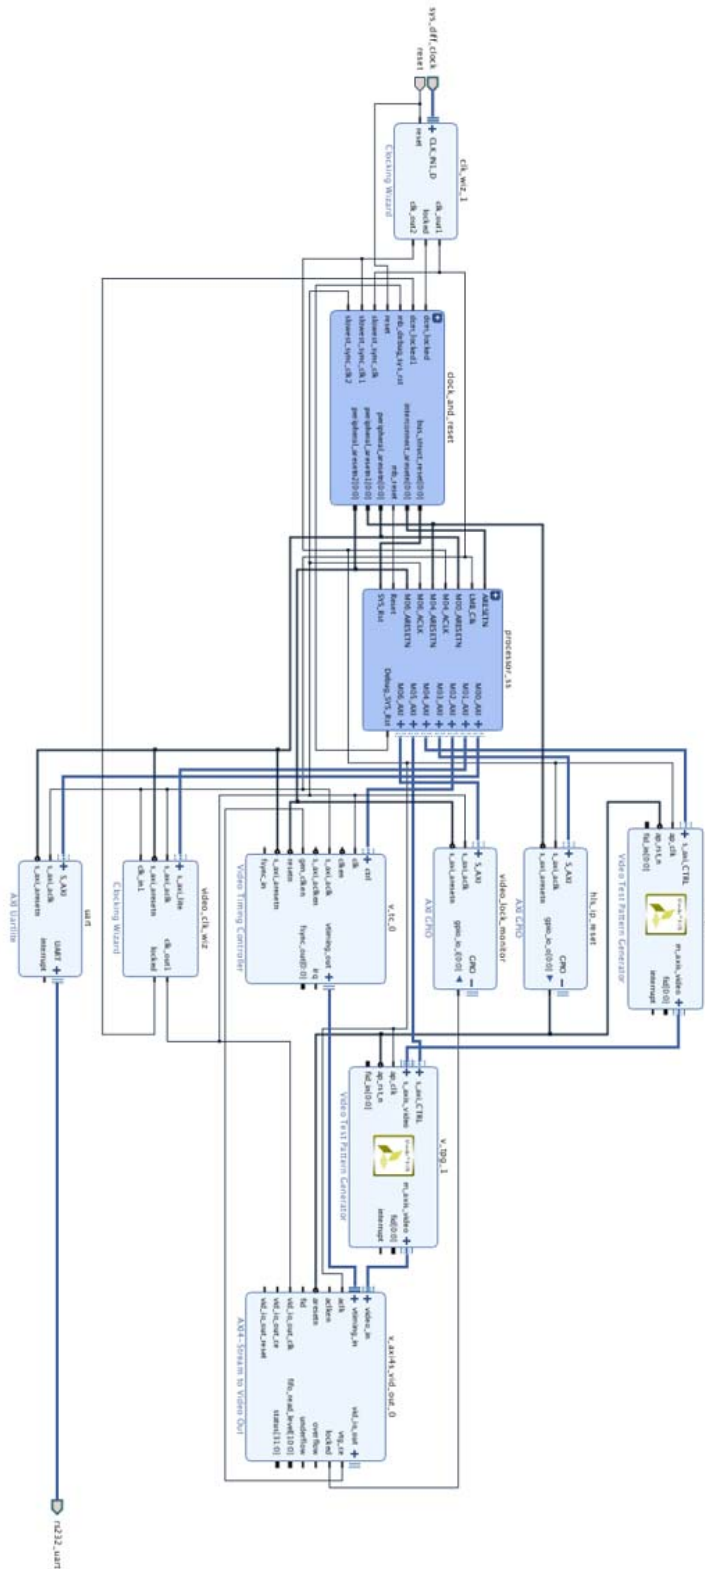 sys_diff_clock
reset
clk_wiz_1
CLK_IN1_D
reset
clk_out1
locked
clk_out2
Clocking Wizard
clock_and_reset
dcm_locked
dcm_locked1
mb_debug_sys_rst
reset
slowest_sync_clk
slowest_sync_clk1
slowest_sync_clk2
bus_struct_reset[0:0]
interconnect_aresetn[0:0]
mb_reset
peripheral_aresetn[0:0]
peripheral_aresetn1[0:0]
peripheral_aresetn2[0:0]
processor_ss
ARESETN
LMB_Clk
M00_ARESETN
M04_ACLK
M04_ARESETN
M06_ACLK
M06_ARESETN
Reset
SYS_Rst
M00_AXI
M01_AXI
M02_AXI
M03_AXI
M04_AXI
M05_AXI
M06_AXI
Debug_SYS_Rst
s_axi_CTRL
ap_clk
ap_rst_n
fid_in[0:0]
m_axis_video
fid[0:0]
interrupt
Video Test Pattern Generator
hls_ip_reset
S_AXI
s_axi_aclk
s_axi_aresetn
GPIO
gpio_io_o[0:0]
AXI GPIO
video_lock_monitor
S_AXI
s_axi_aclk
s_axi_aresetn
GPIO
gpio_io_i[0:0]
AXI GPIO
v_tc_0
ctrl
clk
clken
s_axi_aclk
s_axi_aclken
gen_clken
resetn
s_axi_aresetn
fsync_in
vtiming_out
irq
fsync_out[0:0]
Video Timing Controller
video_clk_wiz
s_axi_lite
s_axi_aclk
s_axi_aresetn
clk_in1
clk_out1
locked
Clocking Wizard
uart
S_AXI
s_axi_aclk
s_axi_aresetn
UART
interrupt
AXI Uartlite
v_tpg_1
s_axi_CTRL
s_axis_video
ap_clk
ap_rst_n
fid_in[0:0]
m_axis_video
fid[0:0]
interrupt
Video Test Pattern Generator
v_axi4s_vid_out_0
video_in
vtiming_in
aclk
aclken
aresetn
fid
vid_io_out_clk
vid_io_out_ce
vid_io_out_reset
vid_io_out
vtg_ce
locked
overflow
underflow
fifo_read_level[10:0]
status[31:0]
AXI4-Stream to Video Out
rs232_uart